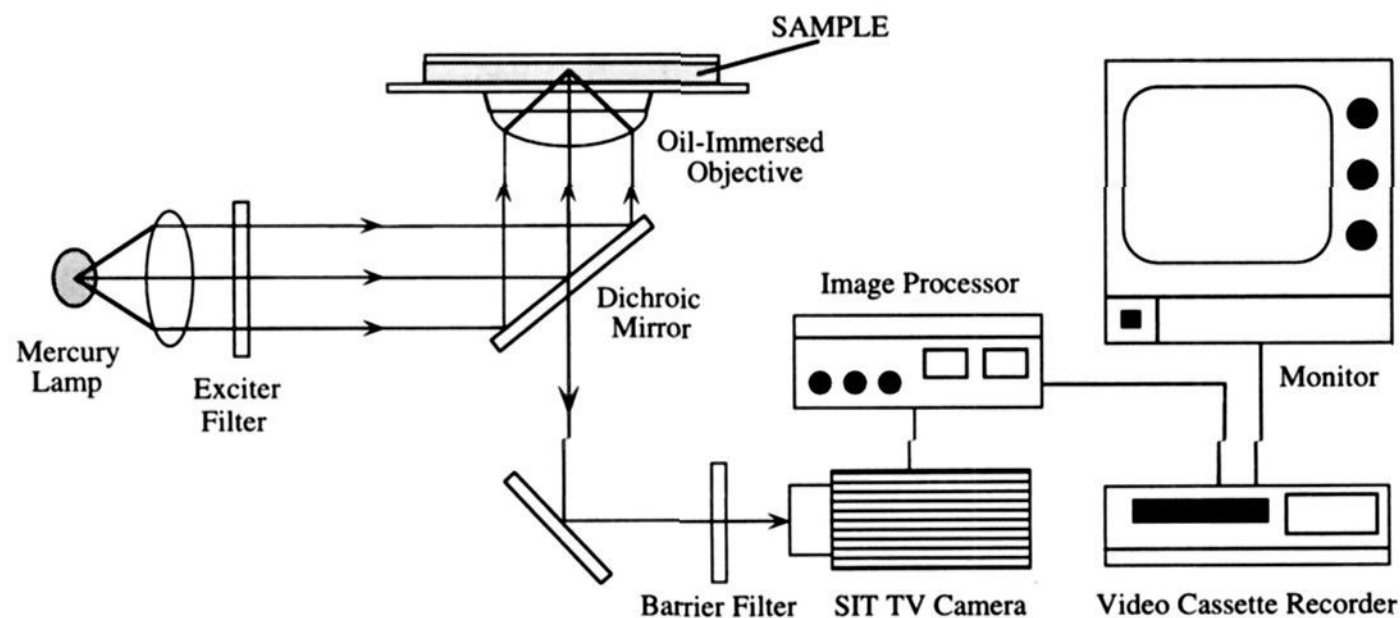 SAMPLE
Oil-Immersed
Objective
Dichroic
Mirror
Mercury
Lamp
Exciter
Filter
Image Processor
Monitor
Barrier Filter
SIT TV Camera
Video Cassette Recorder